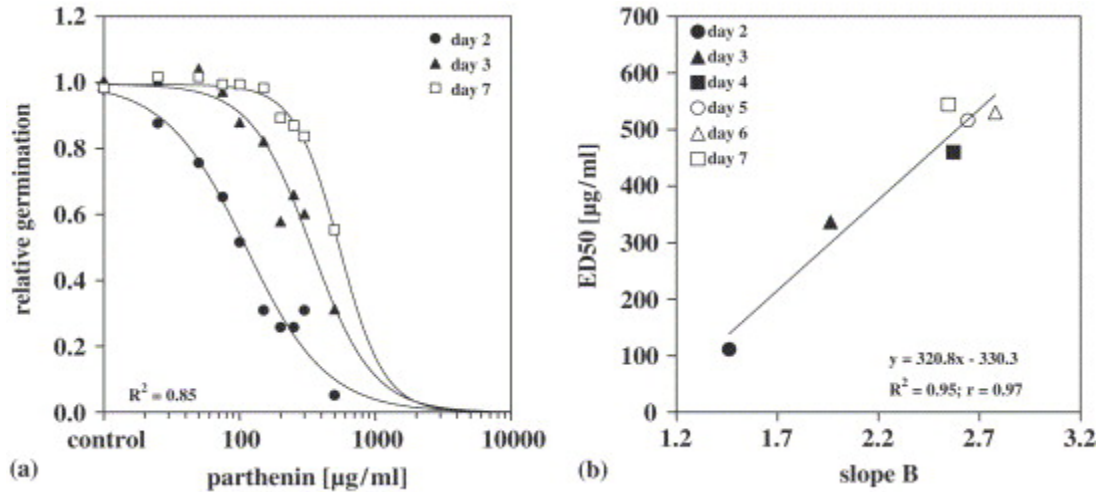 1.2
1.0
0.8
0.6
0.4
0.2
0.0
relative germination
day 2
day 3
day 7
R² = 0.85
control
100
1000
10000
(a)
parthenin [µg/ml]
700
600
500
400
300
200
100
0
ED50 [µg/ml]
day 2
day 3
day 4
day 5
day 6
day 7
y = 320.8x - 330.3
R² = 0.95; r = 0.97
1.2
1.7
2.2
2.7
3.2
(b)
slope B